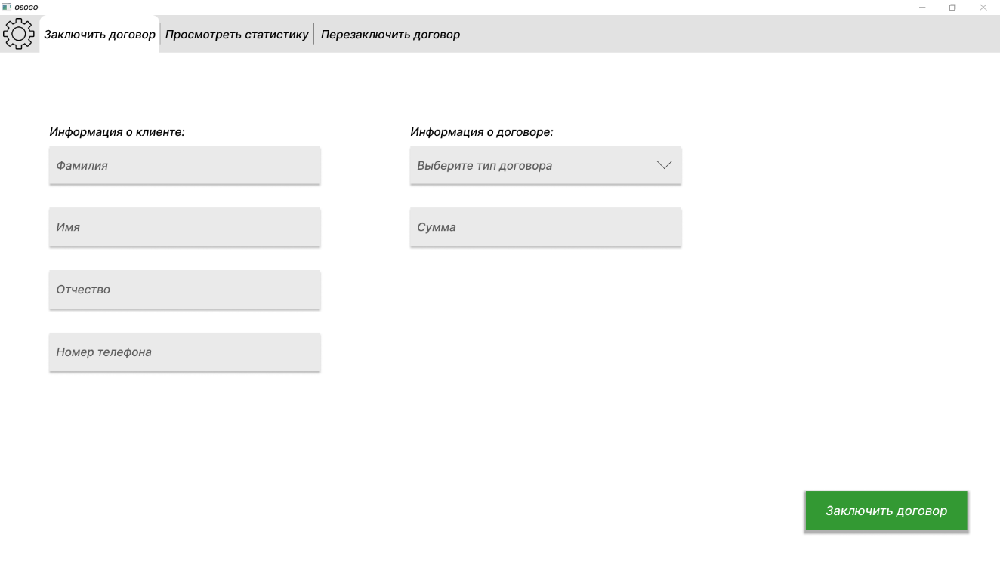 OSOGO
Заключить договор Просмотреть статистику Перезаключить договор
Информация о клиенте:
Фамилия
Имя
Отчество
Номер телефона
Информация о договоре:
Выберите тип договора
Сумма
Заключить договор